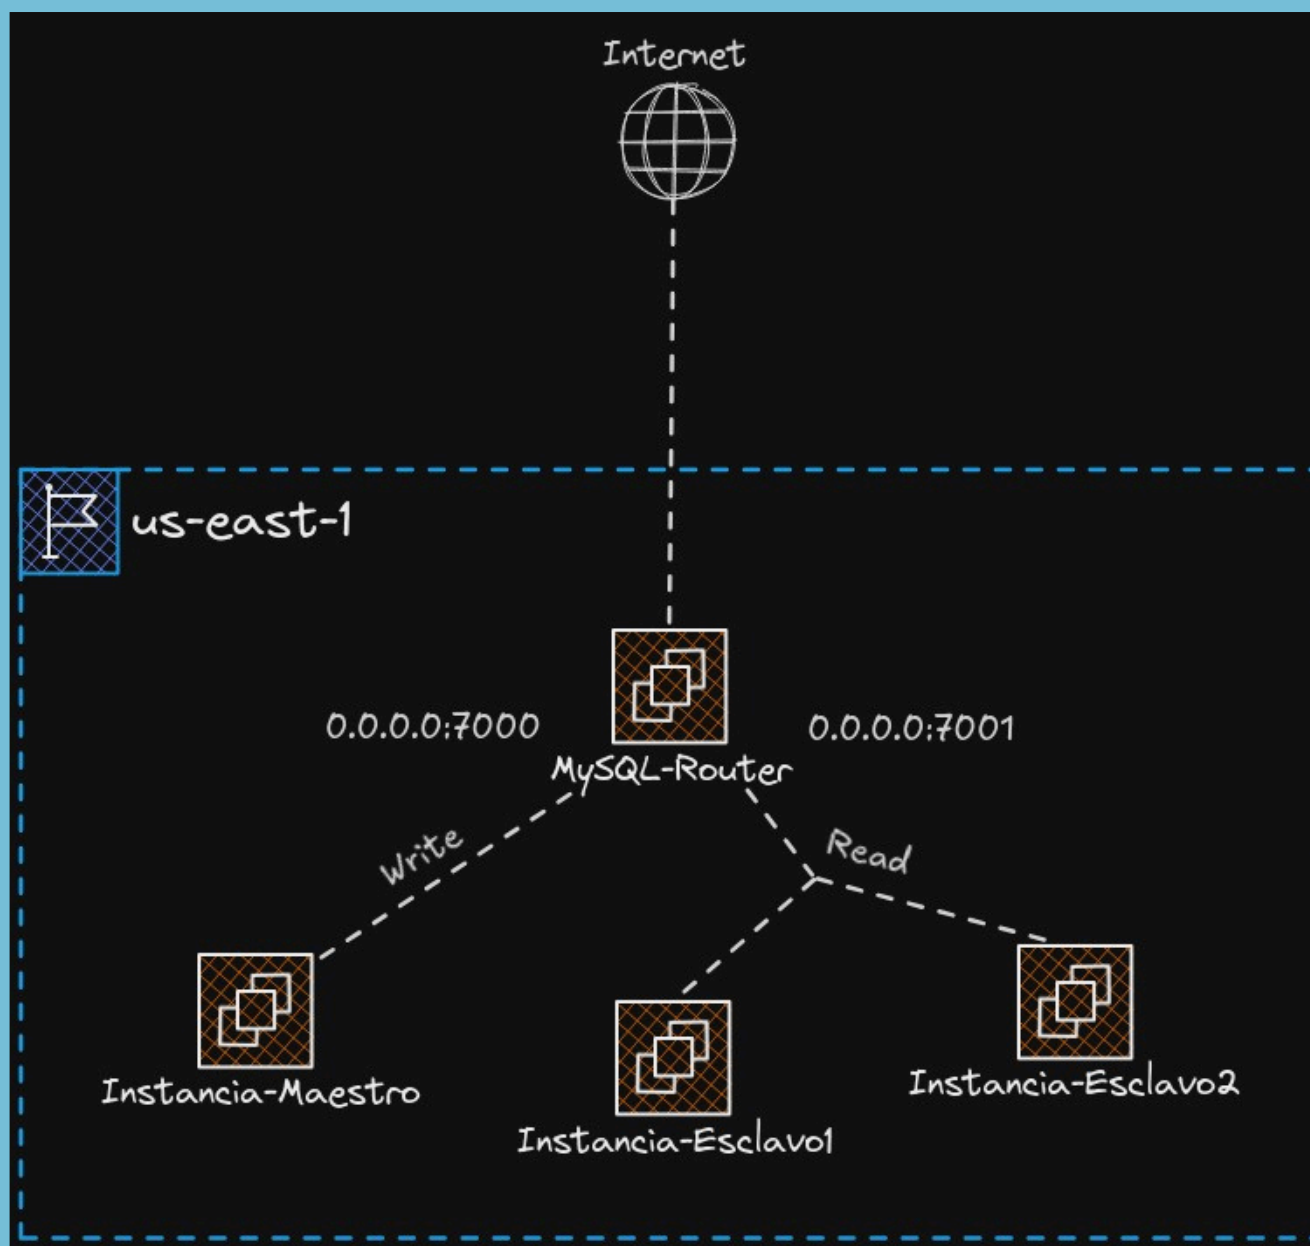 Internet
us-east-1
0.0.0.0:7000
0.0.0.0:7001
MySQL-Router
Write
Read
Instancia-Maestro
Instancia-Esclavo2
Instancia-Esclavo1